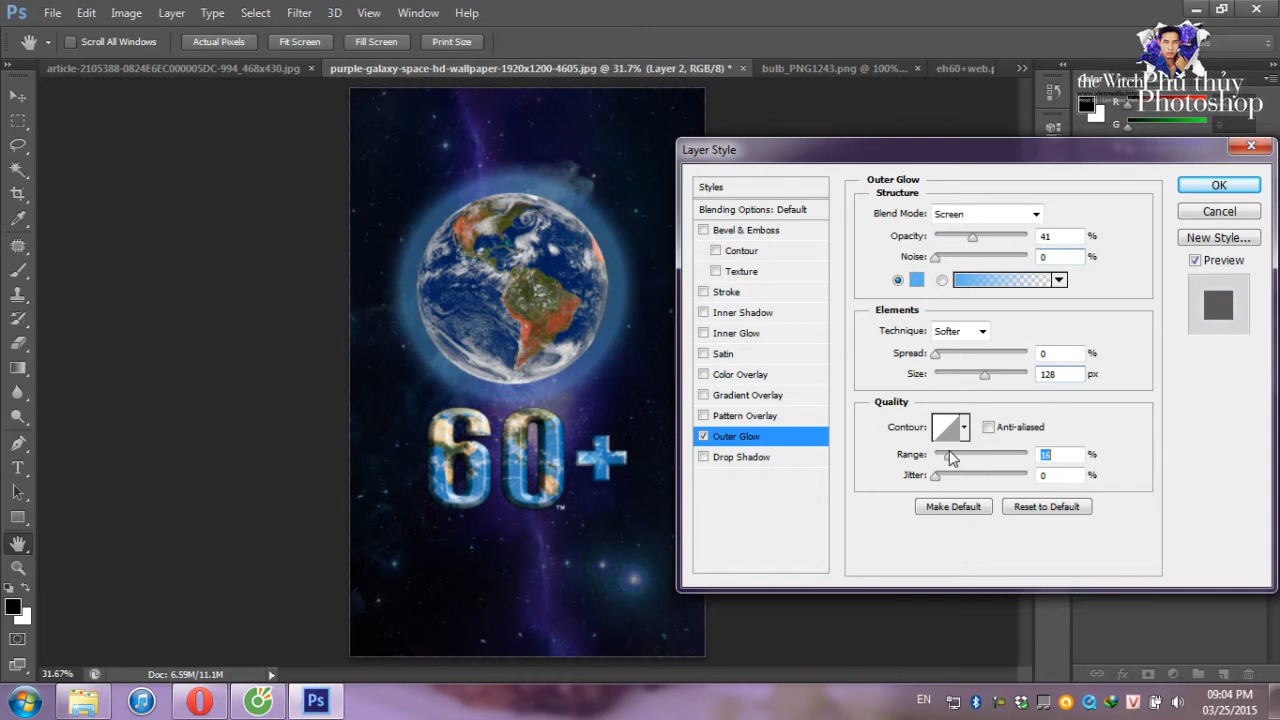 Ps File Edit Image Layer Type Select Filter 3D View Window Help
Scroll All Windows Actual Pixels Fit Screen Fill Screen Print Size
article-2105388-0824E6EC000005DC-994_468x430.jpg × purple-galaxy-space-hd-wallpaper-1920x1200-4605.jpg @ 31.7% (Layer 2, RGB/8) * × bulb_PNG1243.png @ 100%... × eh60+web.p
the Witch Phù thủy
Photoshop
R
G 0
Layer Style
Styles
Blending Options: Default
Bevel & Emboss
Contour
Texture
Stroke
Inner Shadow
Inner Glow
Satin
Color Overlay
Gradient Overlay
Pattern Overlay
Outer Glow
Drop Shadow
Outer Glow
Structure
Blend Mode: Screen
Opacity: 41 %
Noise: 0 %
Elements
Technique: Softer
Spread: 0 %
Size: 128 px
Quality
Contour: Anti-aliased
Range: 16 %
Jitter: 0 %
Make Default Reset to Default
OK
Cancel
New Style...
Preview
60+
™
31.67% Doc: 6.59M/11.1M
fx
Ps EN V 09:04 PM
03/25/2015